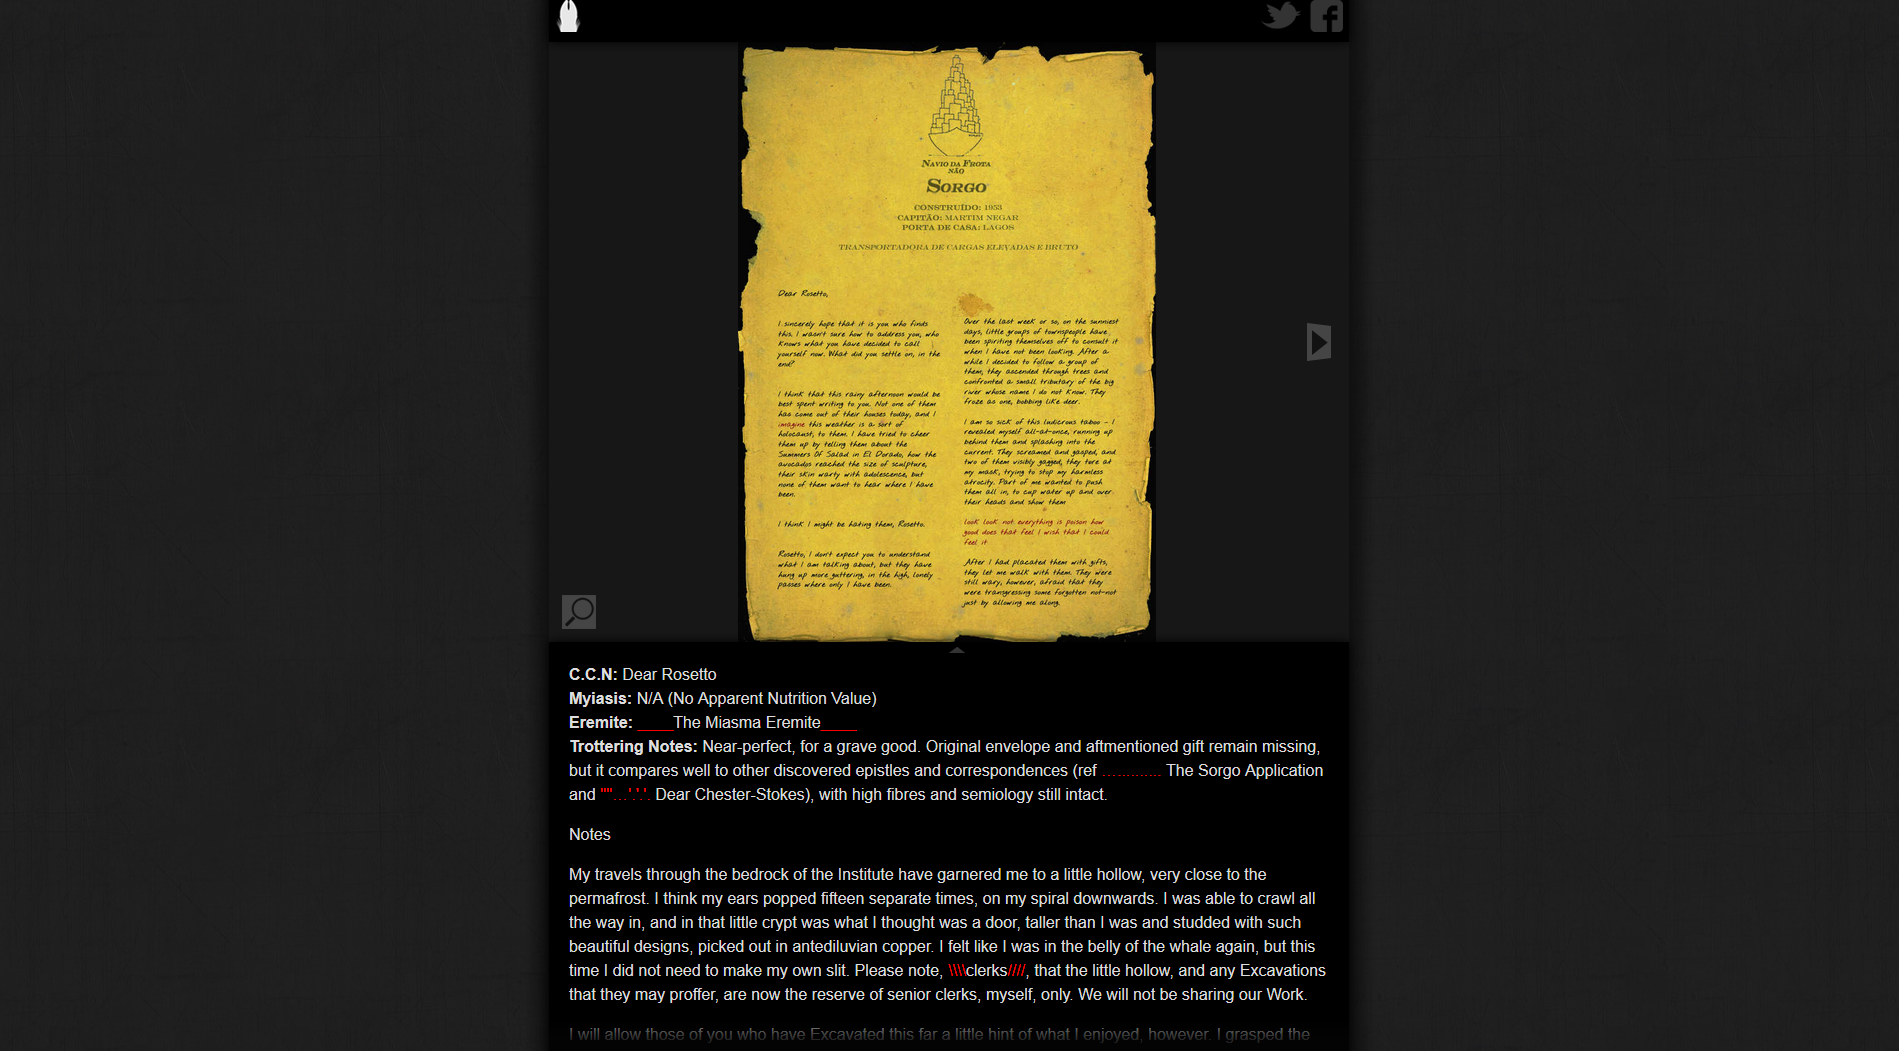 NAVIO DA FROTA
NÃO
SORGO
CONSTRUÍDO: 1953
CAPITÃO: MARTIM NEGAR
PORTA DE CASA: LAGOS
TRANSPORTADORA DE CARGAS ELEVADAS E BRUTO
Dear Rosetto,
I sincerely hope that it is you who finds
this. I wasn't sure how to address you, who
knows what you have decided to call
yourself now. What did you settle on, in the
end?
I think that this rainy afternoon would be
best spent writing to you. Not one of them
has come out of their houses today, and I
imagine this weather is a sort of
holocaust, to them. I have tried to cheer
them up by telling them about the
Summers Of Salad in El Dorado, how the
avocados reached the size of sculpture,
their skin warty with adolescence, but
none of them want to hear where I have
been.
I think I might be hating them, Rosetto.
Rosetto, I don't expect you to understand
what I am talking about, but they have
hung up more guttering, in the high, lonely
passes where only I have been.
Over the last week or so, on the sunniest
days, little groups of townspeople have
been spiriting themselves off to consult it
when I have not been looking. After a
while I decided to follow a group of
them, they ascended through trees and
confronted a small tributary of the big
river whose name I do not know. They
froze as one, bobbing like deer.
I am so sick of this ludicrous taboo - I
revealed myself all-at-once, running up
behind them and splashing into the
current. They screamed and gasped, and
two of them visibly gagged, they tore at
my mask, trying to stop my harmless
atrocity. Part of me wanted to push
them all in, to cup water up and over
their heads and show them
look look not everything is poison how
good does that feel I wish that I could
feel it
After I had placated them with gifts,
they let me walk with them. They were
still wary, however, afraid that they
were transgressing some forgotten not-not
just by allowing me along.
C.C.N: Dear Rosetto
Myiasis: N/A (No Apparent Nutrition Value)
Eremite: ____The Miasma Eremite____
Trottering Notes: Near-perfect, for a grave good. Original envelope and aftmentioned gift remain missing,
but it compares well to other discovered epistles and correspondences (ref ............. The Sorgo Application
and ""...'.'.'. Dear Chester-Stokes), with high fibres and semiology still intact.
Notes
My travels through the bedrock of the Institute have garnered me to a little hollow, very close to the
permafrost. I think my ears popped fifteen separate times, on my spiral downwards. I was able to crawl all
the way in, and in that little crypt was what I thought was a door, taller than I was and studded with such
beautiful designs, picked out in antediluvian copper. I felt like I was in the belly of the whale again, but this
time I did not need to make my own slit. Please note, \\\\clerks////, that the little hollow, and any Excavations
that they may proffer, are now the reserve of senior clerks, myself, only. We will not be sharing our Work.
I will allow those of you who have Excavated this far a little hint of what I enjoyed, however. I grasped the